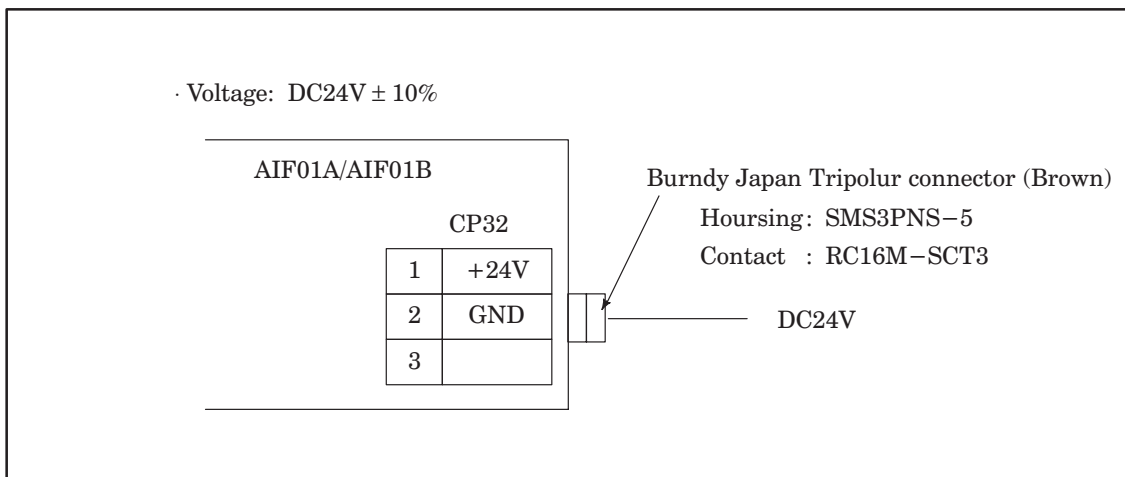 · Voltage: DC24V ± 10%
AIF01A/AIF01B
Burndy Japan Tripolur connector (Brown)
Hoursing: SMS3PNS−5
Contact : RC16M−SCT3
CP32
1 +24V
2 GND
3
DC24V